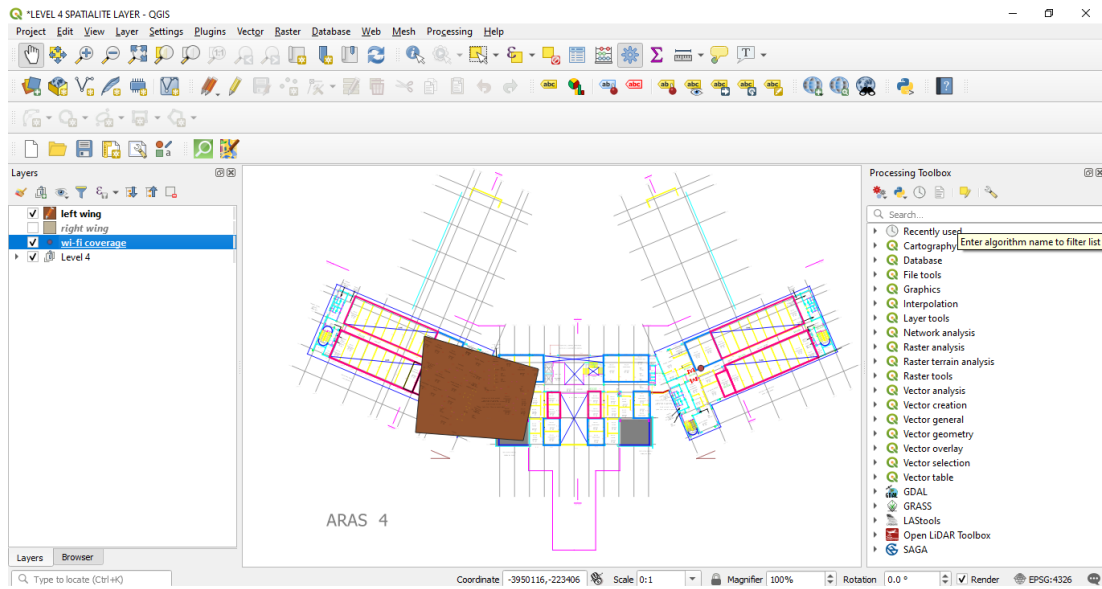 *LEVEL 4 SPATIALITE LAYER - QGIS
Project Edit View Layer Settings Plugins Vector Raster Database Web Mesh Processing Help
Layers
left wing
right wing
wi-fi coverage
Level 4
Layers Browser
Type to locate (Ctrl+K)
ARAS 4
Processing Toolbox
Search...
Recently used
Enter algorithm name to filter list
Cartography
Database
File tools
Graphics
Interpolation
Layer tools
Network analysis
Raster analysis
Raster terrain analysis
Raster tools
Vector analysis
Vector creation
Vector general
Vector geometry
Vector overlay
Vector selection
Vector table
GDAL
GRASS
LAStools
Open LiDAR Toolbox
SAGA
Coordinate -3950116,-223406 Scale 0:1 Magnifier 100% Rotation 0.0 ° Render EPSG:4326